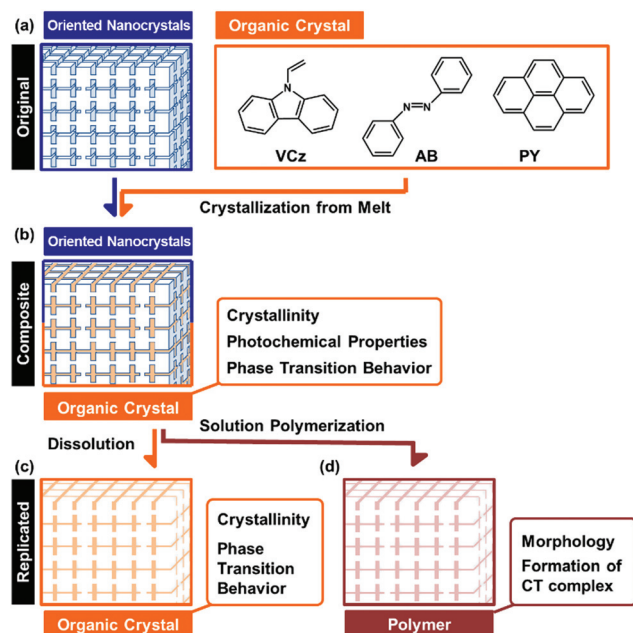 (a)
Oriented Nanocrystals
Organic Crystal
Original
N
N=N
VCz
AB
PY
Crystallization from Melt
(b)
Oriented Nanocrystals
Composite
Crystallinity
Photochemical Properties
Phase Transition Behavior
Organic Crystal
Dissolution
Solution Polymerization
(c)
(d)
Replicated
Crystallinity
Phase
Transition
Behavior
Morphology
Formation of
CT complex
Organic Crystal
Polymer